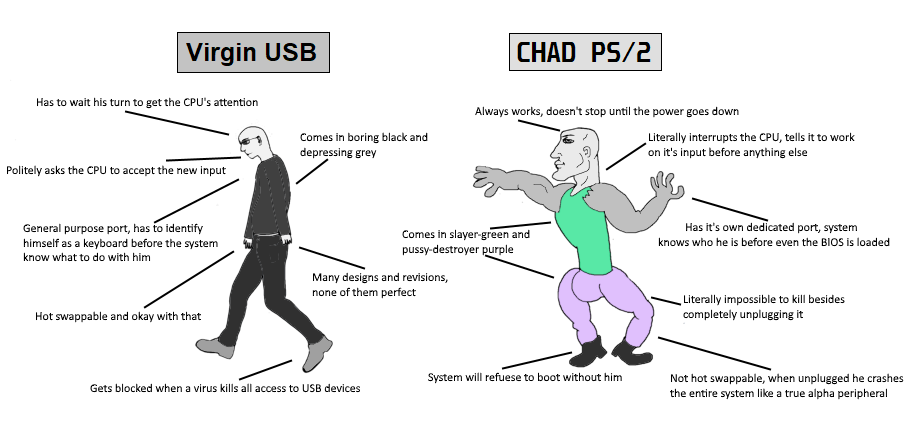 Virgin USB
Has to wait his turn to get the CPU's attention
Comes in boring black and
depressing grey
Politely asks the CPU to accept the new input
General purpose port, has to identify
himself as a keyboard before the system
know what to do with him
Many designs and revisions,
none of them perfect
Hot swappable and okay with that
Gets blocked when a virus kills all access to USB devices
CHAD PS/2
Always works, doesn't stop until the power goes down
Literally interrupts the CPU, tells it to work
on it's input before anything else
Has it's own dedicated port, system
knows who he is before even the BIOS is loaded
Comes in slayer-green and
pussy-destroyer purple
Literally impossible to kill besides
completely unplugging it
System will refuese to boot without him
Not hot swappable, when unplugged he crashes
the entire system like a true alpha peripheral